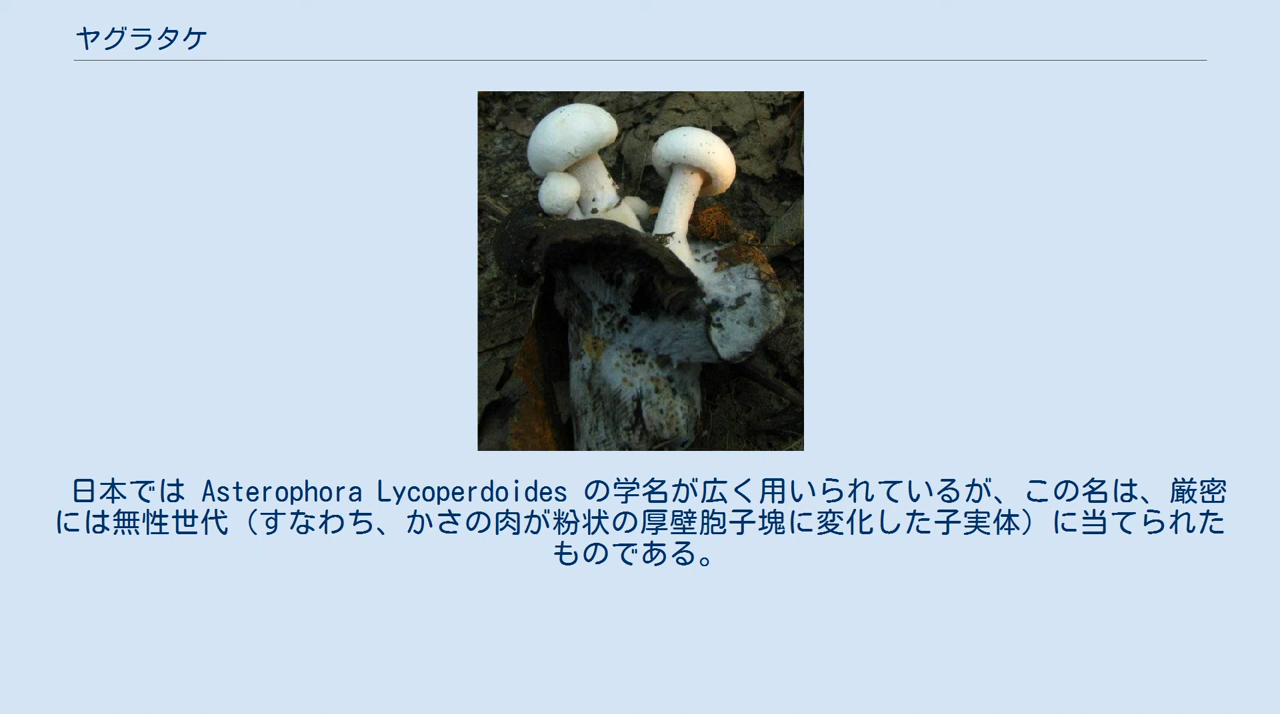 ヤグラタケ
日本では Asterophora Lycoperdoides の学名が広く用いられているが、この名は、厳密
には無性世代（すなわち、かさの肉が粉状の厚壁胞子塊に変化した子実体）に当てられた
ものである。